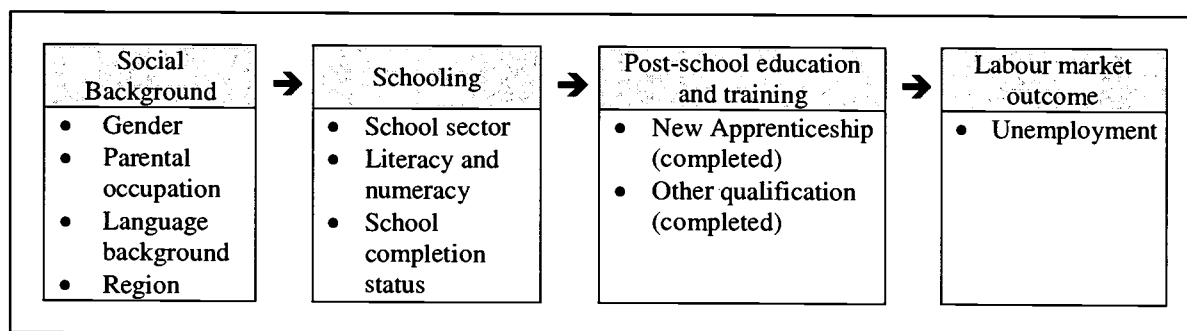 Social
Background
• Gender
• Parental
occupation
• Language
background
• Region
Schooling
• School sector
• Literacy and
numeracy
• School
completion
status
Post-school education
and training
• New Apprenticeship
(completed)
• Other qualification
(completed)
Labour market
outcome
• Unemployment